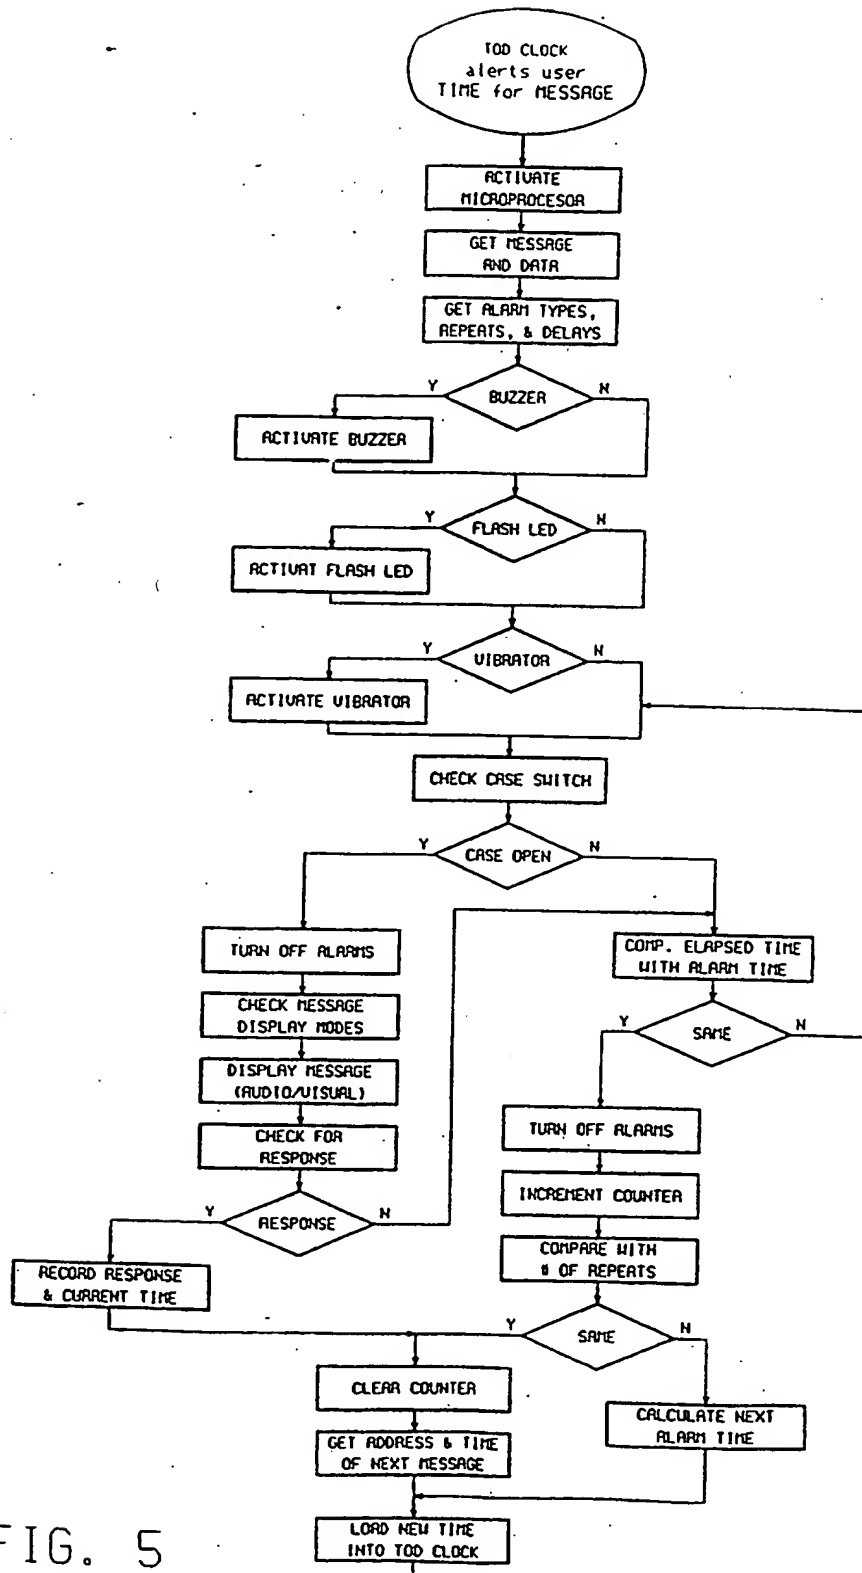 TOD CLOCK
alerts user
TIME for MESSAGE
ACTIVATE
MICROPROCESOR
GET MESSAGE
AND DATA
GET ALARM TYPES,
REPEATS, & DELAYS
BUZZER
Y
N
ACTIVATE BUZZER
FLASH LED
Y
N
ACTIVAT FLASH LED
VIBRATOR
Y
N
ACTIVATE VIBRATOR
CHECK CASE SWITCH
CASE OPEN
Y
N
TURN OFF ALARMS
COMP. ELAPSED TIME
WITH ALARM TIME
CHECK MESSAGE
DISPLAY MODES
SAME
Y
N
DISPLAY MESSAGE
(AUDIO/VISUAL)
TURN OFF ALARMS
CHECK FOR
RESPONSE
INCREMENT COUNTER
RESPONSE
Y
N
COMPARE WITH
# OF REPEATS
RECORD RESPONSE
& CURRENT TIME
SAME
Y
N
CLEAR COUNTER
CALCULATE NEXT
ALARM TIME
GET ADDRESS & TIME
OF NEXT MESSAGE
LOAD NEW TIME
INTO TOD CLOCK
FIG. 5